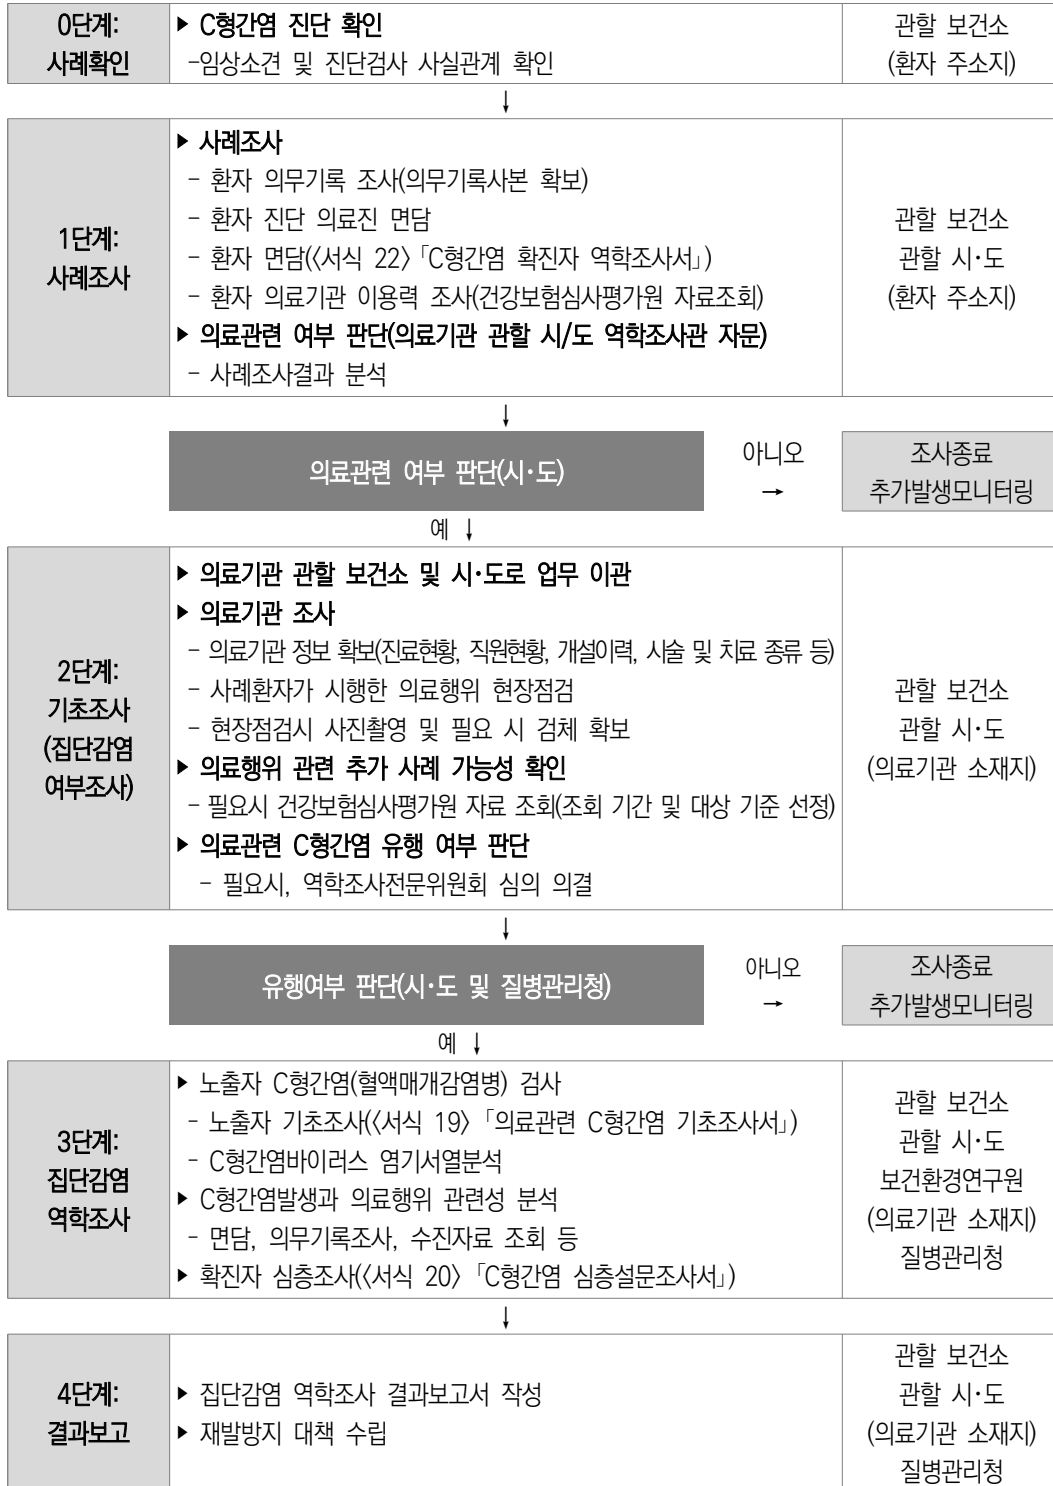 0단계:
사례확인
▶ C형간염 진단 확인
-임상소견 및 진단검사 사실관계 확인
관할 보건소
(환자 주소지)
↓
1단계:
사례조사
▶ 사례조사
- 환자 의무기록 조사(의무기록사본 확보)
- 환자 진단 의료진 면담
- 환자 면담(〈서식 22〉「C형간염 확진자 역학조사서」)
- 환자 의료기관 이용력 조사(건강보험심사평가원 자료조회)
▶ 의료관련 여부 판단(의료기관 관할 시/도 역학조사관 자문)
- 사례조사결과 분석
관할 보건소
관할 시·도
(환자 주소지)
↓
의료관련 여부 판단(시·도)
아니오
→
조사종료
추가발생모니터링
예 ↓
2단계:
기초조사
(집단감염
여부조사)
▶ 의료기관 관할 보건소 및 시·도로 업무 이관
▶ 의료기관 조사
- 의료기관 정보 확보(진료현황, 직원현황, 개설이력, 시술 및 치료 종류 등)
- 사례환자가 시행한 의료행위 현장점검
- 현장점검시 사진촬영 및 필요 시 검체 확보
▶ 의료행위 관련 추가 사례 가능성 확인
- 필요시 건강보험심사평가원 자료 조회(조회 기간 및 대상 기준 선정)
▶ 의료관련 C형간염 유행 여부 판단
- 필요시, 역학조사전문위원회 심의 의결
관할 보건소
관할 시·도
(의료기관 소재지)
↓
유행여부 판단(시·도 및 질병관리청)
아니오
→
조사종료
추가발생모니터링
예 ↓
3단계:
집단감염
역학조사
▶ 노출자 C형간염(혈액매개감염병) 검사
- 노출자 기초조사(〈서식 19〉「의료관련 C형간염 기초조사서」)
- C형간염바이러스 염기서열분석
▶ C형간염발생과 의료행위 관련성 분석
- 면담, 의무기록조사, 수진자료 조회 등
▶ 확진자 심층조사(〈서식 20〉「C형간염 심층설문조사서」)
관할 보건소
관할 시·도
보건환경연구원
(의료기관 소재지)
질병관리청
↓
4단계:
결과보고
▶ 집단감염 역학조사 결과보고서 작성
▶ 재발방지 대책 수립
관할 보건소
관할 시·도
(의료기관 소재지)
질병관리청